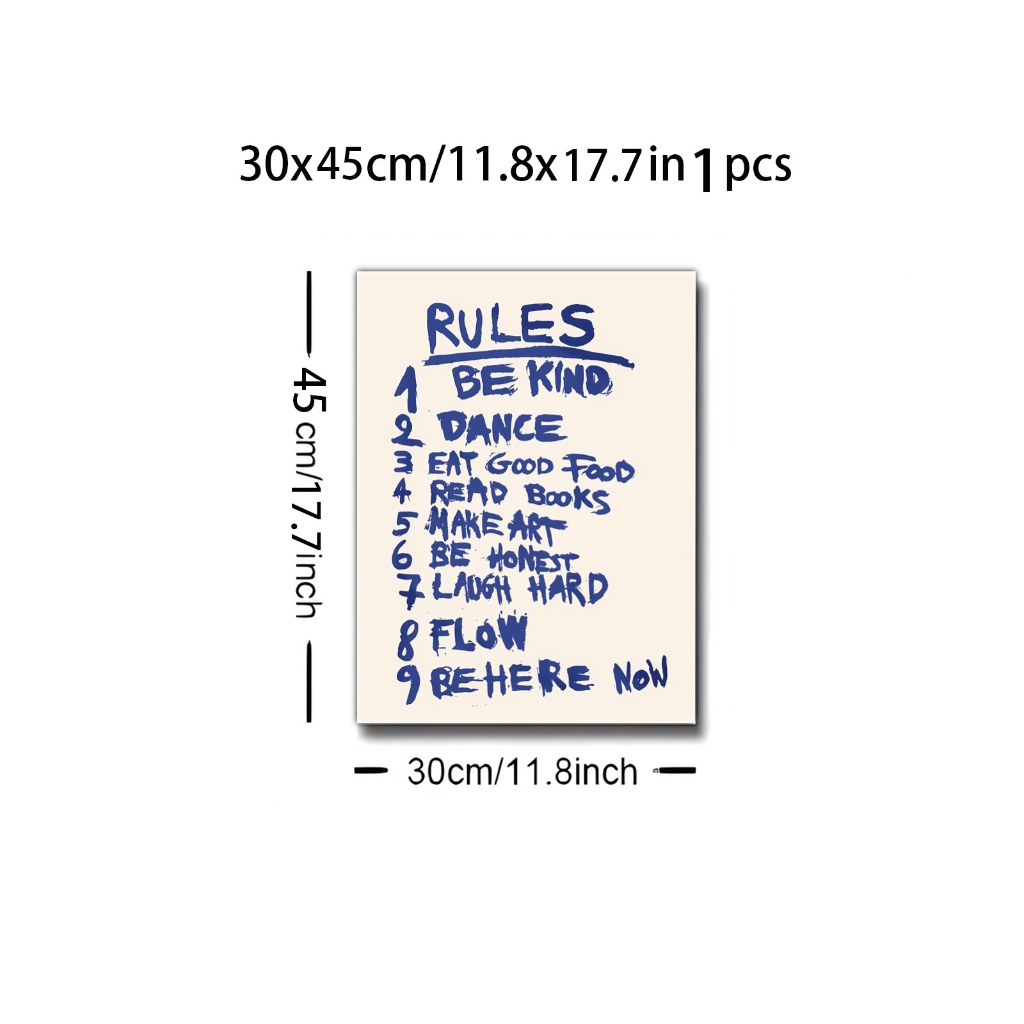 30x45cm/11.8x17.7in 1 pcs
45 cm/17.7inch
RULES
1 BE KIND
2 DANCE
3 EAT GOOD FOOD
4 READ BOOKS
5 MAKE ART
6 BE HONEST
7 LAUGH HARD
8 FLOW
9 BE HERE NOW
30cm/11.8inch